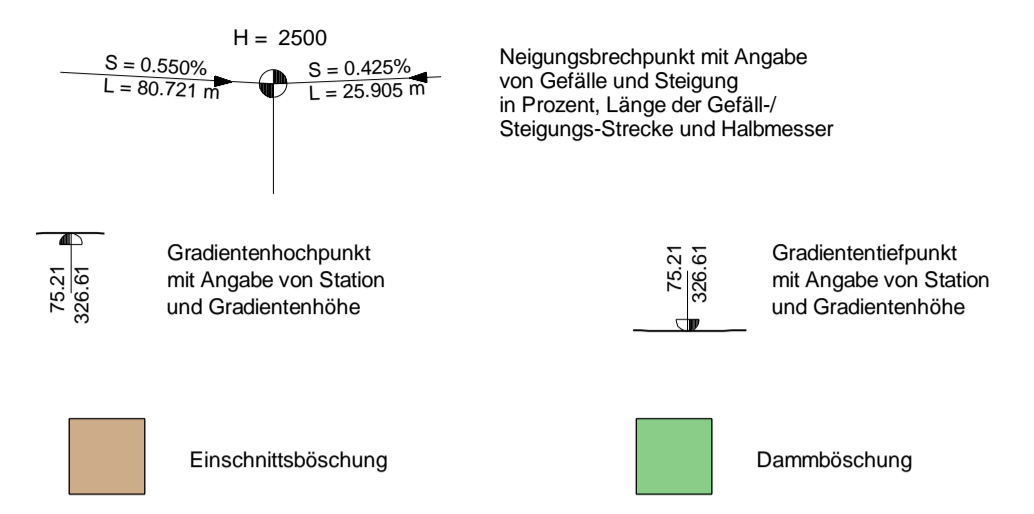 H = 2500
S = 0.550%
L = 80.721 m
S = 0.425%
L = 25.905 m
Neigungsbrechpunkt mit Angabe
von Gefälle und Steigung
in Prozent, Länge der Gefäll-/
Steigungs-Strecke und Halbmesser
75.21
326.61
Gradientenhochpunkt
mit Angabe von Station
und Gradientenhöhe
75.21
326.61
Gradiententiefpunkt
mit Angabe von Station
und Gradientenhöhe
Einschnittsböschung
Dammböschung